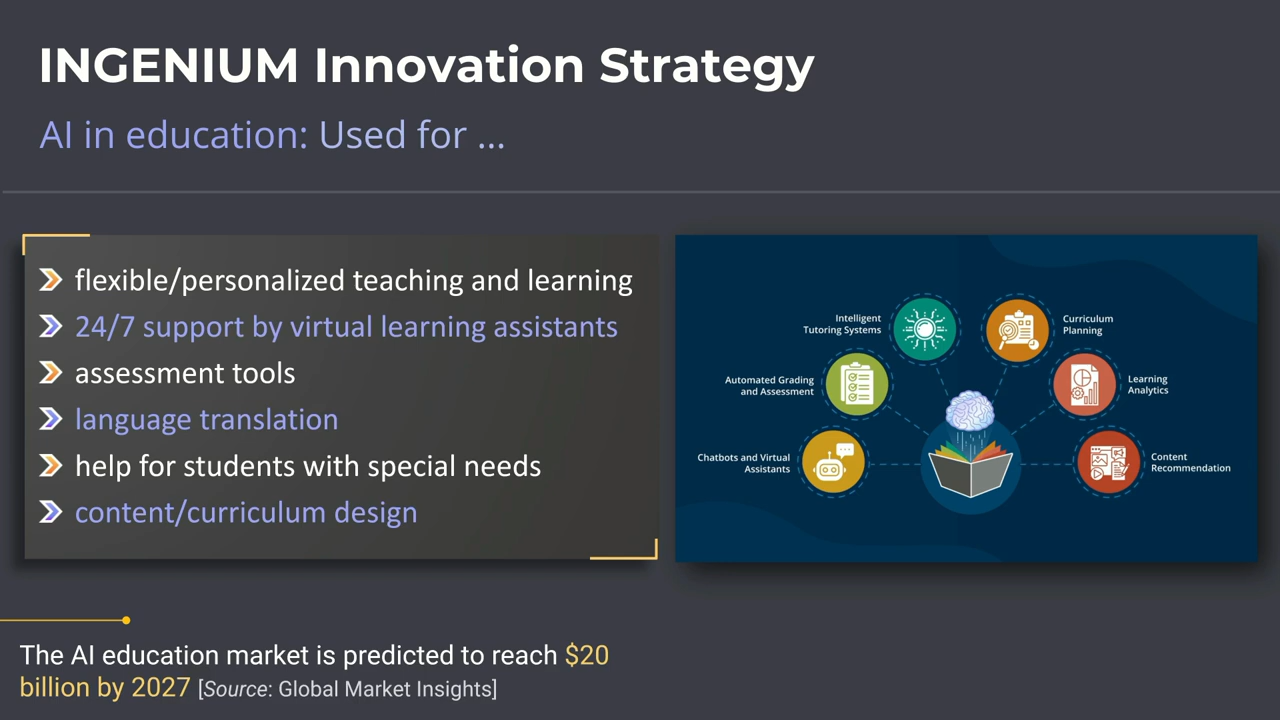 INGENIUM Innovation Strategy
AI in education: Used for ...
flexible/personalized teaching and learning
24/7 support by virtual learning assistants
assessment tools
language translation
help for students with special needs
content/curriculum design
Intelligent
Tutoring Systems
Curriculum
Planning
Automated Grading
and Assessment
Learning
Analytics
Chatbots and Virtual
Assistants
Content
Recommendation
The AI education market is predicted to reach $20
billion by 2027 [Source: Global Market Insights]